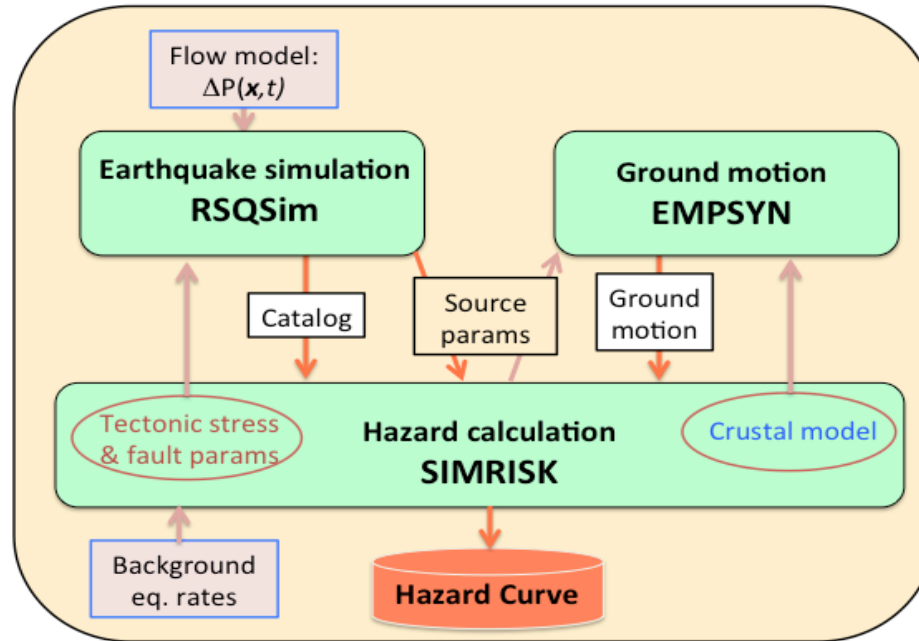 Flow model:
ΔP(x,t)
Earthquake simulation
RSQSim
Ground motion
EMPSYN
Catalog
Source
params
Ground
motion
Tectonic stress
& fault params
Hazard calculation
SIMRISK
Crustal model
Background
eq. rates
Hazard Curve